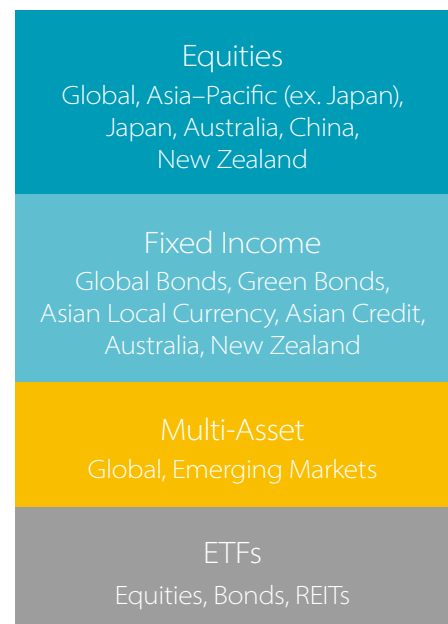 Equities
Global, Asia–Pacific (ex. Japan),
Japan, Australia, China,
New Zealand
Fixed Income
Global Bonds, Green Bonds,
Asian Local Currency, Asian Credit,
Australia, New Zealand
Multi-Asset
Global, Emerging Markets
ETFs
Equities, Bonds, REITs